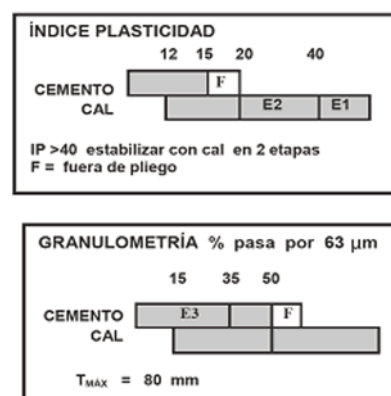 ÍNDICE PLASTICIDAD
12 15 20 40
CEMENTO F
CAL E2 E1
IP >40 estabilizar con cal en 2 etapas
F = fuera de pliego
GRANULOMETRÍA % pasa por 63 µm
15 35 50
CEMENTO E3 F
CAL
TMÁX = 80 mm